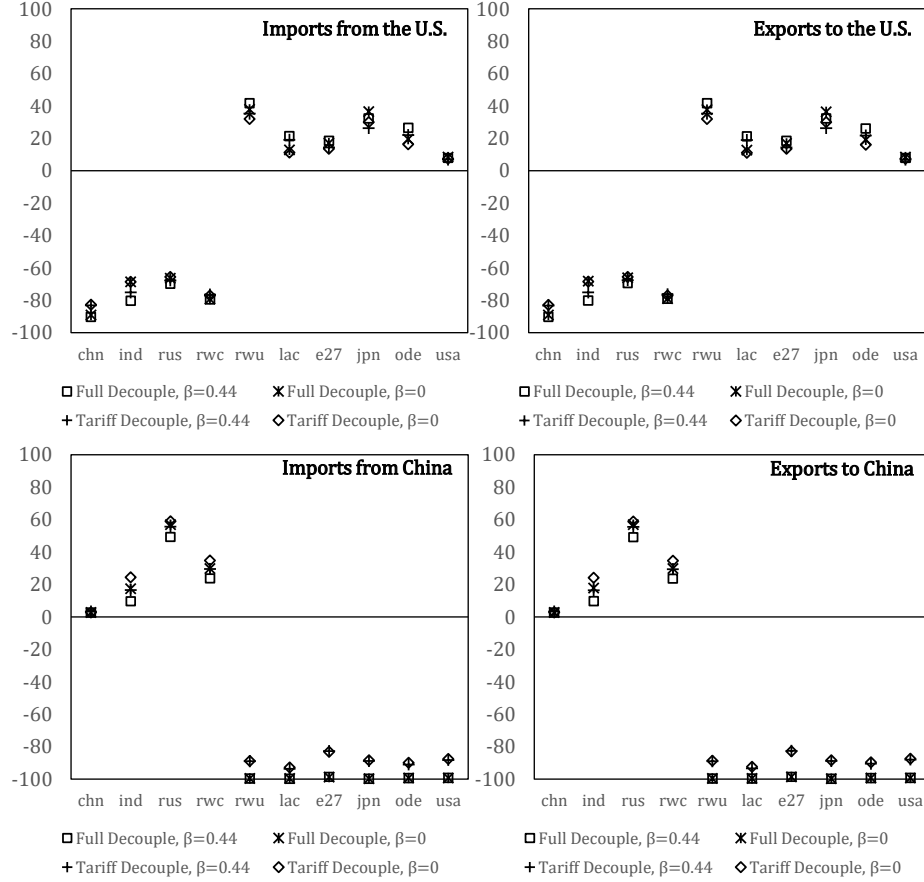 Imports from the U.S.
100
80
60
40
20
0
-20
-40
-60
-80
-100
chn ind rus rwc rwu lac e27 jpn ode usa
Full Decouple, β=0.44 Full Decouple, β=0
Tariff Decouple, β=0.44 Tariff Decouple, β=0
Exports to the U.S.
100
80
60
40
20
0
-20
-40
-60
-80
-100
chn ind rus rwc rwu lac e27 jpn ode usa
Full Decouple, β=0.44 Full Decouple, β=0
Tariff Decouple, β=0.44 Tariff Decouple, β=0
Imports from China
100
80
60
40
20
0
-20
-40
-60
-80
-100
chn ind rus rwc rwu lac e27 jpn ode usa
Full Decouple, β=0.44 Full Decouple, β=0
Tariff Decouple, β=0.44 Tariff Decouple, β=0
Exports to China
100
80
60
40
20
0
-20
-40
-60
-80
-100
chn ind rus rwc rwu lac e27 jpn ode usa
Full Decouple, β=0.44 Full Decouple, β=0
Tariff Decouple, β=0.44 Tariff Decouple, β=0